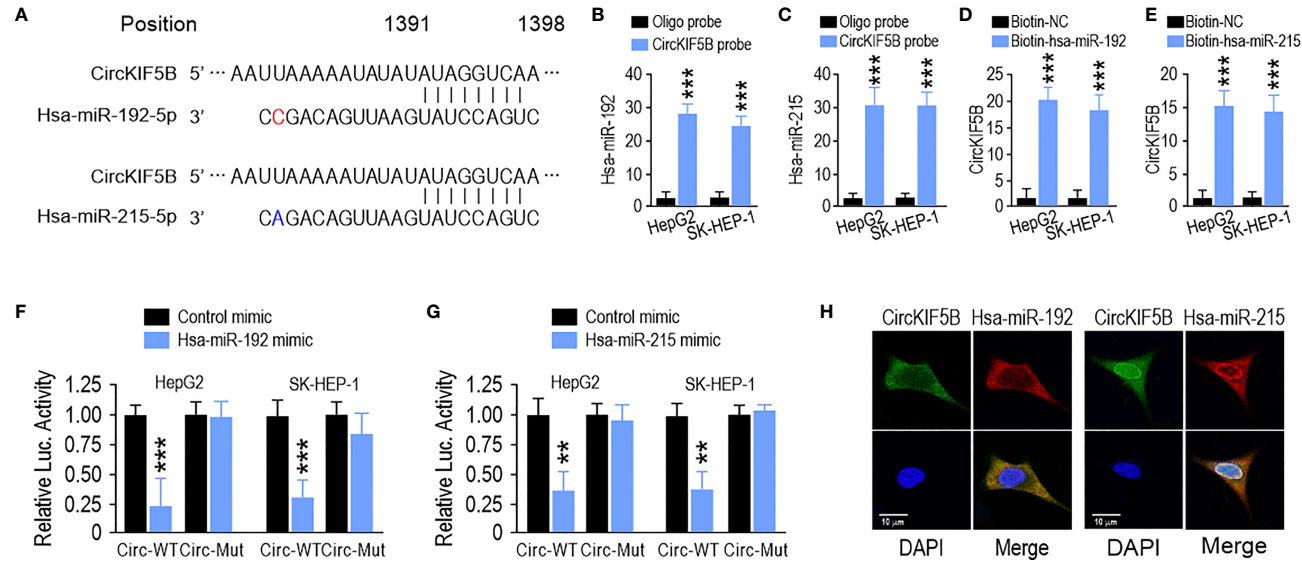 A
Position 1391 1398
CircKIF5B 5’ ··· AAUUAAAAAUAUAUAUAGGUCAA ···
Hsa-miR-192-5p 3’ CCGACAGUUAAGUAUCCAGUC
CircKIF5B 5’ ··· AAUUAAAAAUAUAUAUAGGUCAA ···
Hsa-miR-215-5p 3’ CAGACAGUUAAGUAUCCAGUC
B
Oligo probe
CircKIF5B probe
Hsa-miR-192
40
30
20
10
0
***
***
HepG2
SK-HEP-1
C
Oligo probe
CircKIF5B probe
Hsa-miR-215
40
30
20
10
0
***
***
HepG2
SK-HEP-1
D
Biotin-NC
Biotin-hsa-miR-192
CircKIF5B
25
20
15
10
5
0
***
***
HepG2
SK-HEP-1
E
Biotin-NC
Biotin-hsa-miR-215
CircKIF5B
20
15
10
5
0
***
***
HepG2
SK-HEP-1
F
Control mimic
Hsa-miR-192 mimic
HepG2 SK-HEP-1
Relative Luc. Activity
1.25
1.00
0.75
0.50
0.25
0
***
***
Circ-WT Circ-Mut Circ-WT Circ-Mut
G
Control mimic
Hsa-miR-215 mimic
HepG2 SK-HEP-1
Relative Luc. Activity
1.25
1.00
0.75
0.50
0.25
0
**
**
Circ-WT Circ-Mut Circ-WT Circ-Mut
H
CircKIF5B Hsa-miR-192 CircKIF5B Hsa-miR-215
10 μm
10 μm
DAPI Merge DAPI Merge